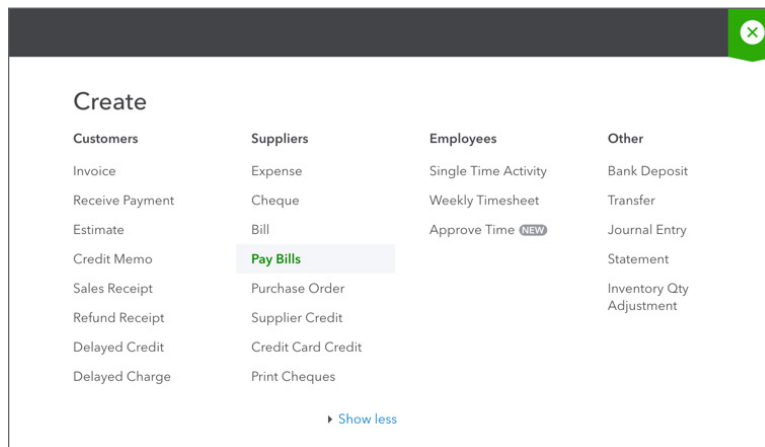 Create
Customers
Invoice
Receive Payment
Estimate
Credit Memo
Sales Receipt
Refund Receipt
Delayed Credit
Delayed Charge
Suppliers
Expense
Cheque
Bill
Pay Bills
Purchase Order
Supplier Credit
Credit Card Credit
Print Cheques
Employees
Single Time Activity
Weekly Timesheet
Approve Time NEW
Other
Bank Deposit
Transfer
Journal Entry
Statement
Inventory Qty
Adjustment
Show less